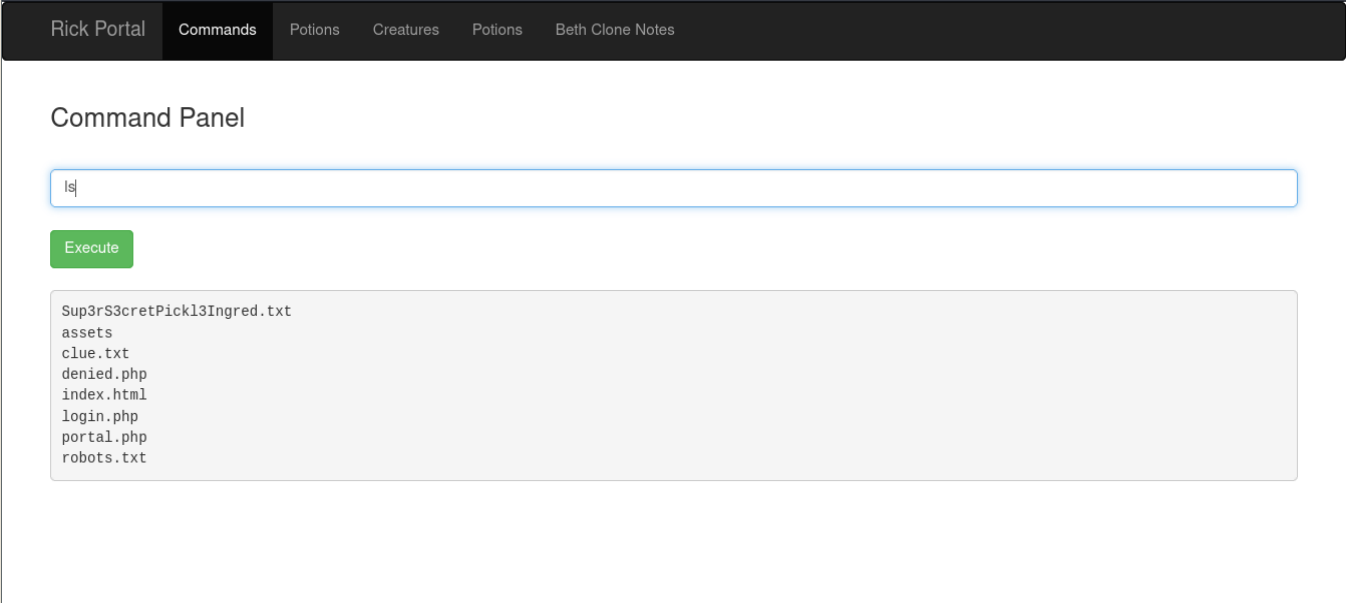 Rick Portal Commands Potions Creatures Potions Beth Clone Notes
Command Panel
ls
Execute
Sup3rS3cretPickl3Ingred.txt
assets
clue.txt
denied.php
index.html
login.php
portal.php
robots.txt